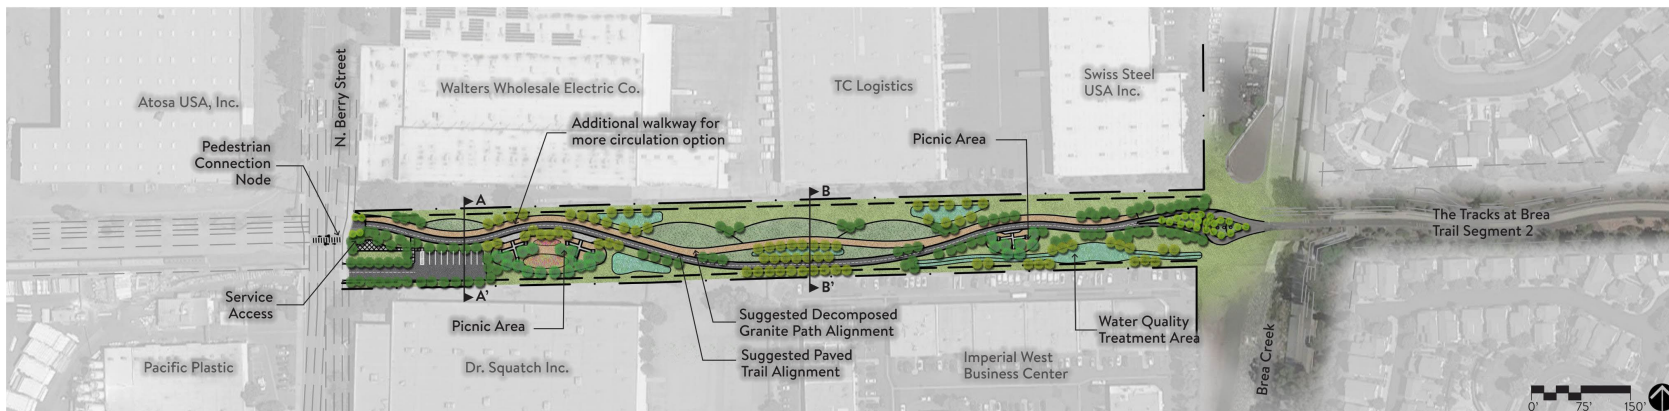 Atosa USA, Inc.
N. Berry Street
Walters Wholesale Electric Co.
TC Logistics
Swiss Steel
USA Inc.
Pedestrian
Connection
Node
Additional walkway for
more circulation option
Picnic Area
A
B
The Tracks at Brea
Trail Segment 2
A'
B'
Service
Access
Picnic Area
Suggested Decomposed
Granite Path Alignment
Suggested Paved
Trail Alignment
Water Quality
Treatment Area
Pacific Plastic
Dr. Squatch Inc.
Imperial West
Business Center
Brea Creek
0' 75' 150'